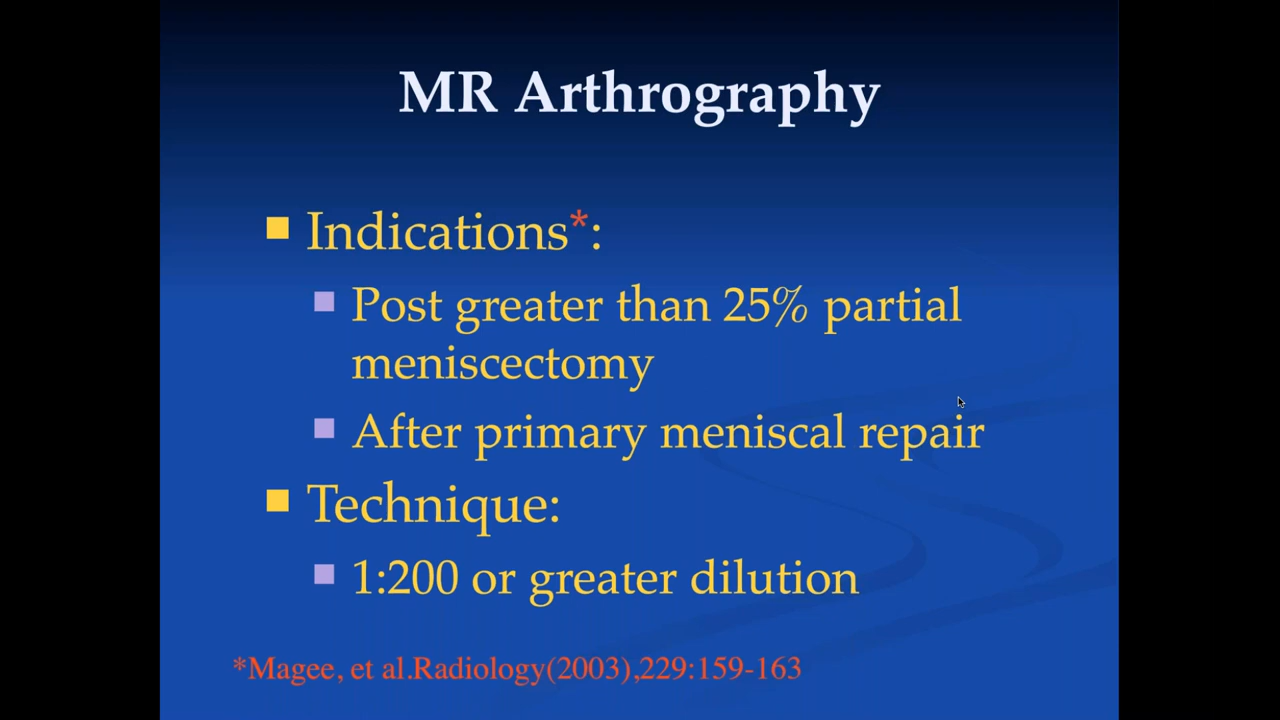 MR Arthrography
Indications*:
Post greater than 25% partial
meniscectomy
After primary meniscal repair
Technique:
1:200 or greater dilution
*Magee, et al.Radiology(2003),229:159-163